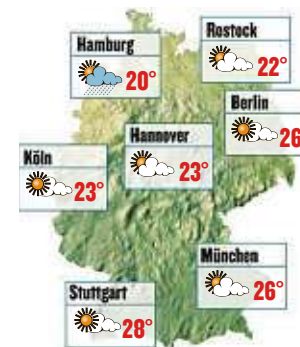 Rostock
22°
Hamburg
20°
Berlin
26
Hannover
23°
Köln
23°
München
26°
Stuttgart
28°